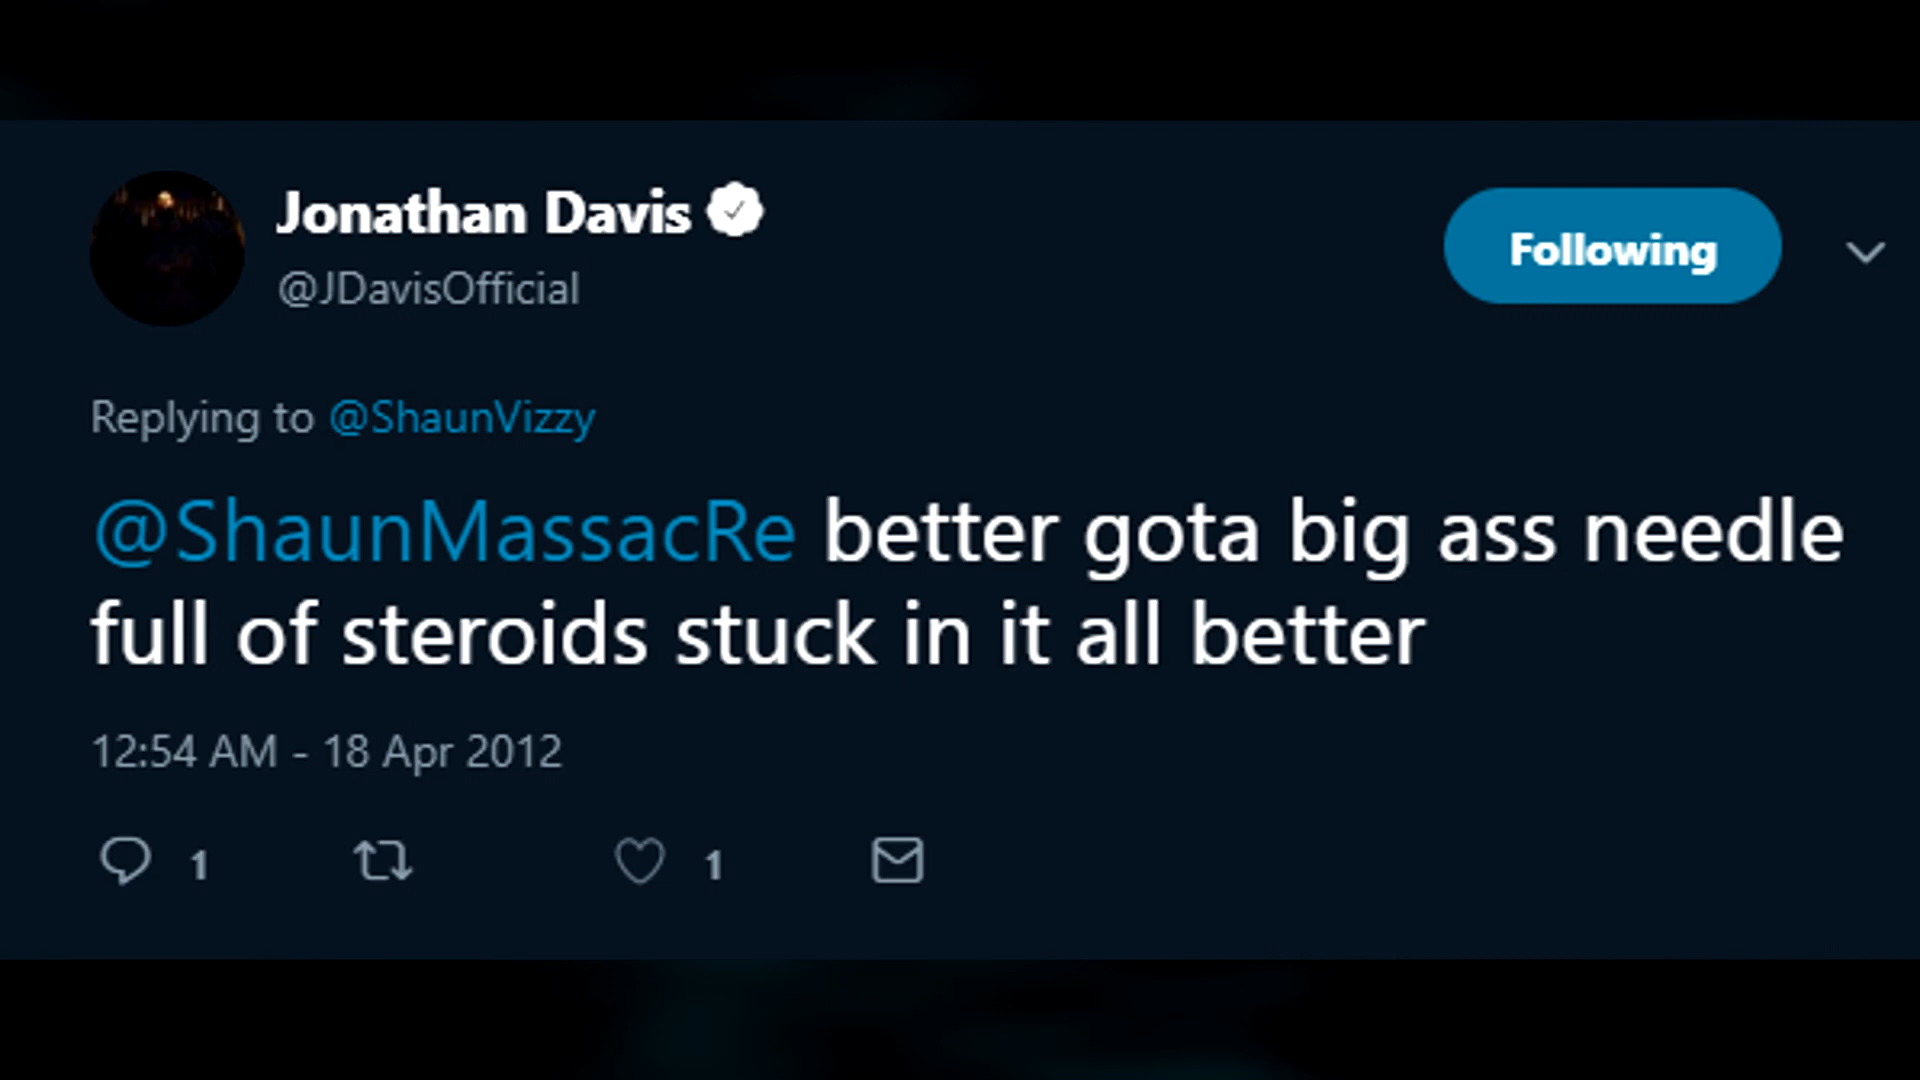 Jonathan Davis
@JDavisOfficial
Following
Replying to @ShaunVizzy
@ShaunMassacRe better gota big ass needle
full of steroids stuck in it all better
12:54 AM - 18 Apr 2012
1 1